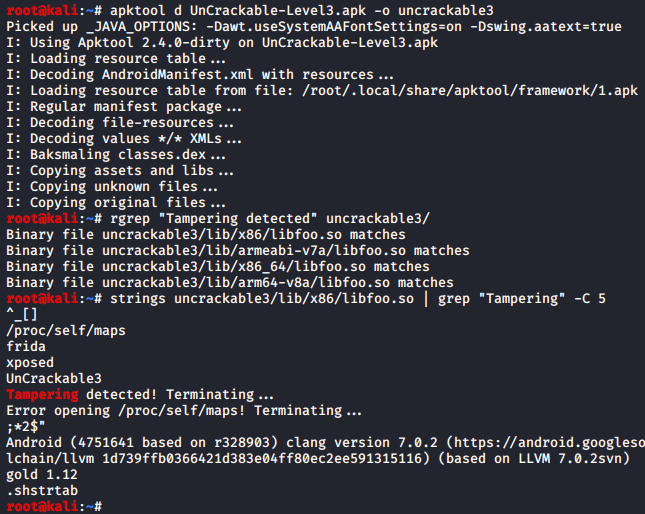 root@kali:~# apktool d UnCrackable-Level3.apk -o uncrackable3
Picked up _JAVA_OPTIONS: -Dawt.useSystemAAFontSettings=on -Dswing.aatext=true
I: Using Apktool 2.4.0-dirty on UnCrackable-Level3.apk
I: Loading resource table...
I: Decoding AndroidManifest.xml with resources...
I: Loading resource table from file: /root/.local/share/apktool/framework/1.apk
I: Regular manifest package...
I: Decoding file-resources...
I: Decoding values */* XMLs...
I: Baksmaling classes.dex...
I: Copying assets and libs...
I: Copying unknown files...
I: Copying original files...
root@kali:~# rgrep "Tampering detected" uncrackable3/
Binary file uncrackable3/lib/x86/libfoo.so matches
Binary file uncrackable3/lib/armeabi-v7a/libfoo.so matches
Binary file uncrackable3/lib/x86_64/libfoo.so matches
Binary file uncrackable3/lib/arm64-v8a/libfoo.so matches
root@kali:~# strings uncrackable3/lib/x86/libfoo.so | grep "Tampering" -C 5
^_[]
/proc/self/maps
frida
xposed
UnCrackable3
Tampering detected! Terminating...
Error opening /proc/self/maps! Terminating...
;*2$"
Android (4751641 based on r328903) clang version 7.0.2 (https://android.googleso
lchain/llvm 1d739ffb0366421d383e04ff80ec2ee591315116) (based on LLVM 7.0.2svn)
gold 1.12
.shstrtab
root@kali:~#